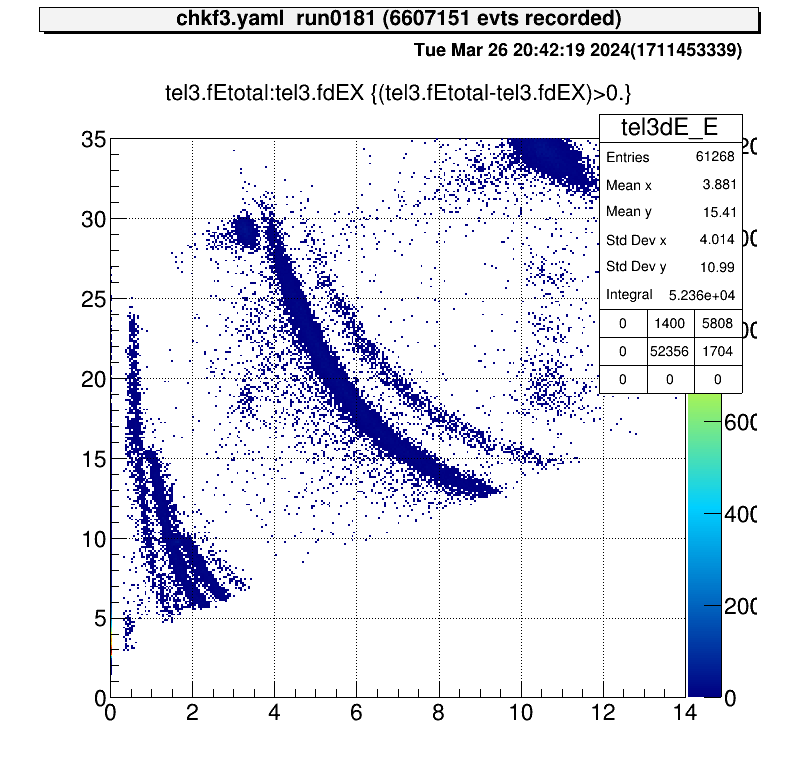 chkf3.yaml run0181 (6607151 evts recorded)
Tue Mar 26 20:42:19 2024(1711453339)
tel3.fEtotal:tel3.fdEX {(tel3.fEtotal-tel3.fdEX)>0.}
tel3dE_E
Entries 61268
Mean x 3.881
Mean y 15.41
Std Dev x 4.014
Std Dev y 10.99
Integral 5.236e+04
0 1400 5808
0 52356 1704
0 0 0
35
30
25
20
15
10
5
0
0 2 4 6 8 10 12 14
600
400
200
0